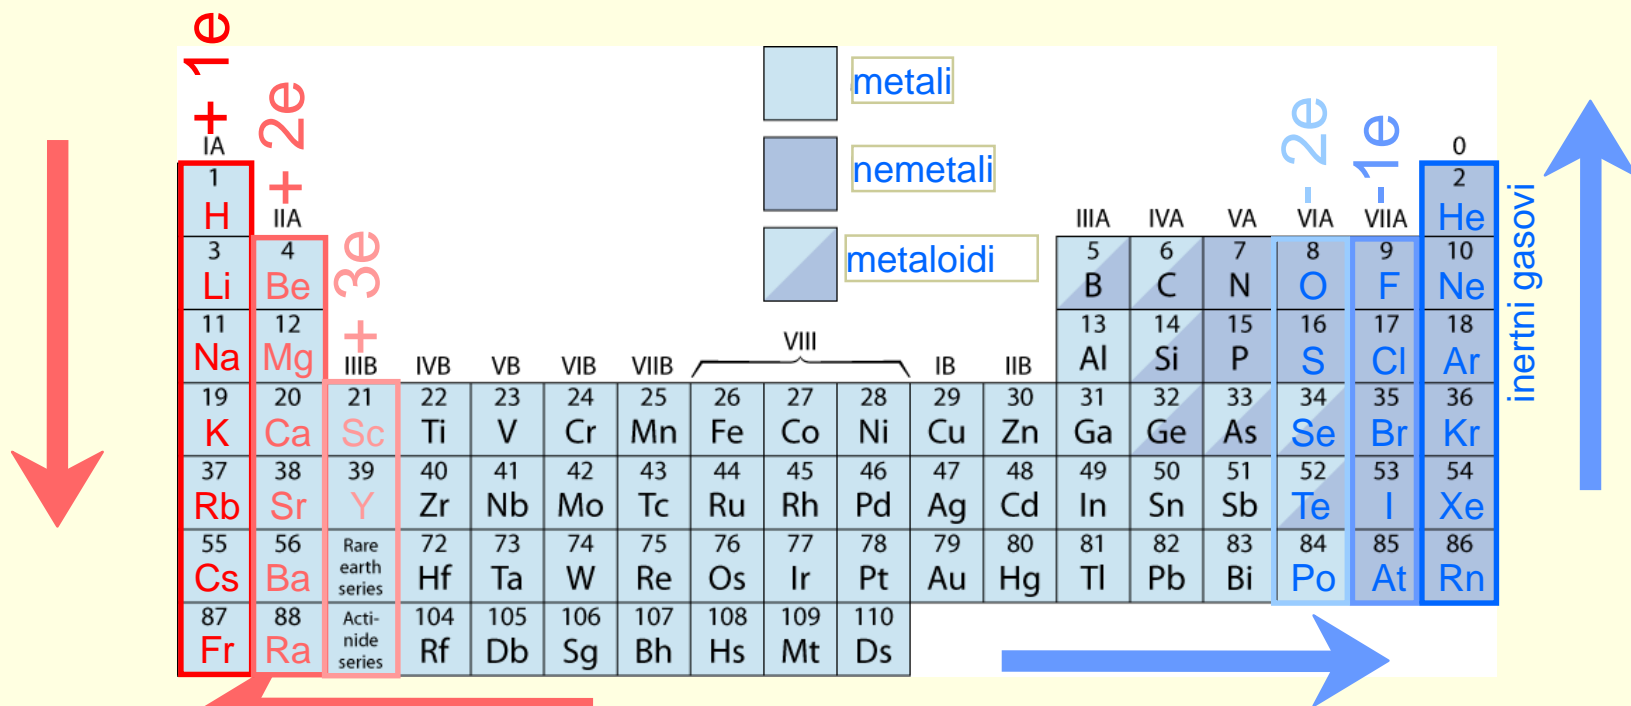 + 1e
+ 2e
+ 3e
metali
nemetali
metaloidi
- 2e
-1e
inertni gasovi
IA 0
1 2
H IIA IIIA IVA VA VIA VIIA He
3 4 5 6 7 8 9 10
Li Be B C N O F Ne
11 12 13 14 15 16 17 18
Na Mg IIIB IVB VB VIB VIIB VIII IB IIB Al Si P S Cl Ar
19 20 21 22 23 24 25 26 27 28 29 30 31 32 33 34 35 36
K Ca Sc Ti V Cr Mn Fe Co Ni Cu Zn Ga Ge As Se Br Kr
37 38 39 40 41 42 43 44 45 46 47 48 49 50 51 52 53 54
Rb Sr Y Zr Nb Mo Tc Ru Rh Pd Ag Cd In Sn Sb Te I Xe
55 56 Rare earth series 72 73 74 75 76 77 78 79 80 81 82 83 84 85 86
Cs Ba Hf Ta W Re Os Ir Pt Au Hg Tl Pb Bi Po At Rn
87 88 Acti- nide series 104 105 106 107 108 109 110
Fr Ra Rf Db Sg Bh Hs Mt Ds